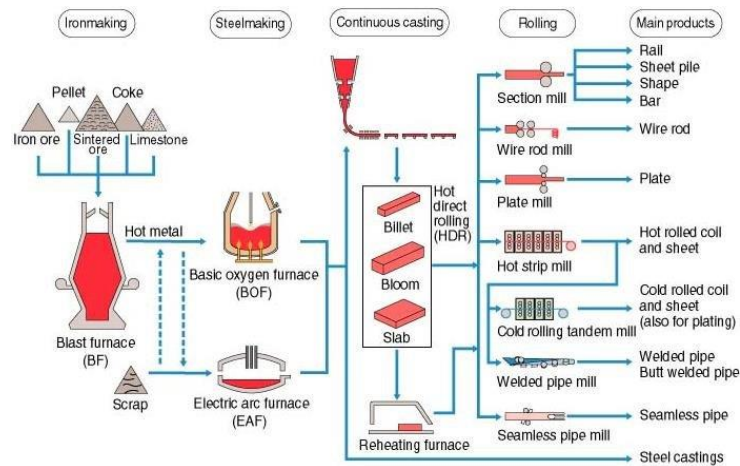 Ironmaking
Steelmaking
Continuous casting
Rolling
Main products
Pellet
Coke
Iron ore
Sintered
ore
Limestone
Hot metal
Blast furnace
(BF)
Scrap
Basic oxygen furnace
(BOF)
Electric arc furnace
(EAF)
Billet
Bloom
Slab
Hot
direct
rolling
(HDR)
Reheating furnace
Section mill
Wire rod mill
Plate mill
Hot strip mill
Cold rolling tandem mill
Welded pipe mill
Seamless pipe mill
Rail
Sheet pile
Shape
Bar
Wire rod
Plate
Hot rolled coil
and sheet
Cold rolled coil
and sheet
(also for plating)
Welded pipe
Butt welded pipe
Seamless pipe
Steel castings